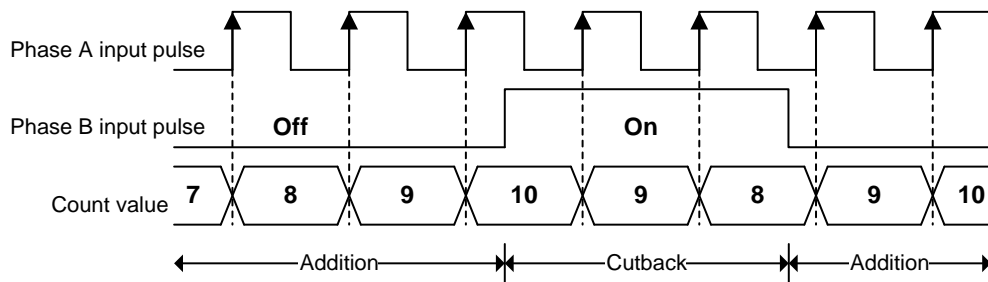 Phase A input pulse
Phase B input pulse
Off
On
Count value
7 8 9 10 9 8 9 10
Addition Cutback Addition